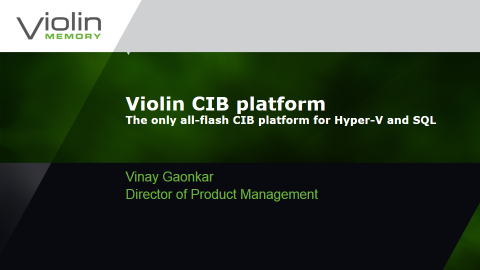 Violin
MEMORY
Violin CIB platform
The only all-flash CIB platform for Hyper-V and SQL
Vinay Gaonkar
Director of Product Management